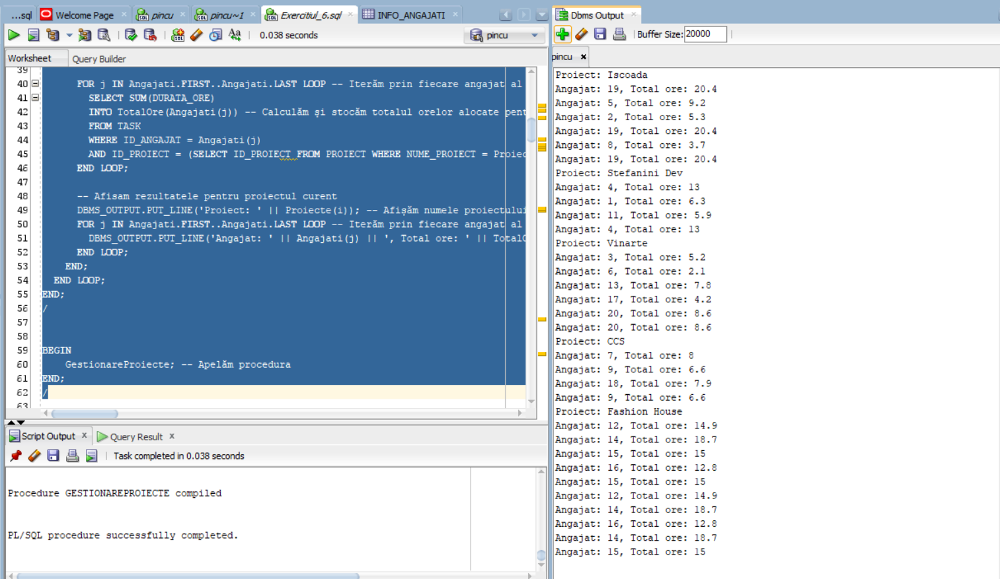 ...sql Welcome Page pincu pincu~1 Exercitiul_6.sql INFO_ANGAJATI
0.038 seconds pincu
Worksheet Query Builder
39
40 FOR j IN Angajati.FIRST..Angajati.LAST LOOP -- Iterăm prin fiecare angajat al
41 SELECT SUM(DURATA_ORE)
42 INTO TotalOre(Angajati(j)) -- Calculăm și stocăm totalul orelor alocate pent
43 FROM TASK
44 WHERE ID_ANGAJAT = Angajati(j)
45 AND ID_PROIECT = (SELECT ID_PROIECT FROM PROIECT WHERE NUME_PROIECT = Proiec
46 END LOOP;
47
48 -- Afisam rezultatele pentru proiectul curent
49 DBMS_OUTPUT.PUT_LINE('Proiect: ' || Proiecte(i)); -- Afișăm numele proiectului
50 FOR j IN Angajati.FIRST..Angajati.LAST LOOP -- Iterăm prin fiecare angajat al
51 DBMS_OUTPUT.PUT_LINE('Angajat: ' || Angajati(j) || ', Total ore: ' || TotalO
52 END LOOP;
53 END;
54 END LOOP;
55 END;
56 /
57
58
59 BEGIN
60 GestionareProiecte; -- Apelăm procedura
61 END;
62 /
63
Script Output Query Result
Task completed in 0.038 seconds
Procedure GESTIONAREPROIECTE compiled
PL/SQL procedure successfully completed.
Dbms Output
Buffer Size: 20000
pincu
Proiect: Iscoada
Angajat: 19, Total ore: 20.4
Angajat: 5, Total ore: 9.2
Angajat: 2, Total ore: 5.3
Angajat: 19, Total ore: 20.4
Angajat: 8, Total ore: 3.7
Angajat: 19, Total ore: 20.4
Proiect: Stefanini Dev
Angajat: 4, Total ore: 13
Angajat: 1, Total ore: 6.3
Angajat: 11, Total ore: 5.9
Angajat: 4, Total ore: 13
Proiect: Vinarte
Angajat: 3, Total ore: 5.2
Angajat: 6, Total ore: 2.1
Angajat: 13, Total ore: 7.8
Angajat: 17, Total ore: 4.2
Angajat: 20, Total ore: 8.6
Angajat: 20, Total ore: 8.6
Proiect: CCS
Angajat: 7, Total ore: 8
Angajat: 9, Total ore: 6.6
Angajat: 18, Total ore: 7.9
Angajat: 9, Total ore: 6.6
Proiect: Fashion House
Angajat: 12, Total ore: 14.9
Angajat: 14, Total ore: 18.7
Angajat: 15, Total ore: 15
Angajat: 16, Total ore: 12.8
Angajat: 15, Total ore: 15
Angajat: 12, Total ore: 14.9
Angajat: 14, Total ore: 18.7
Angajat: 16, Total ore: 12.8
Angajat: 14, Total ore: 18.7
Angajat: 15, Total ore: 15